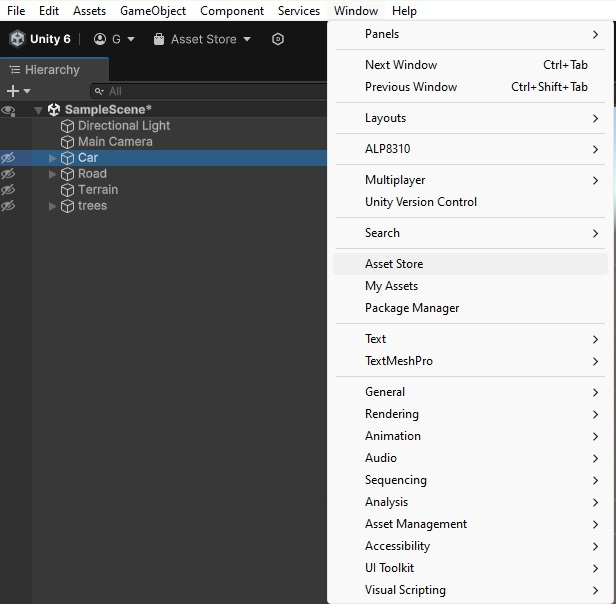 File Edit Assets GameObject Component Services Window Help
Unity 6 G Asset Store
Hierarchy
All
SampleScene*
Directional Light
Main Camera
Car
Road
Terrain
trees
Panels
Next Window Ctrl+Tab
Previous Window Ctrl+Shift+Tab
Layouts
ALP8310
Multiplayer
Unity Version Control
Search
Asset Store
My Assets
Package Manager
Text
TextMeshPro
General
Rendering
Animation
Audio
Sequencing
Analysis
Asset Management
Accessibility
UI Toolkit
Visual Scripting